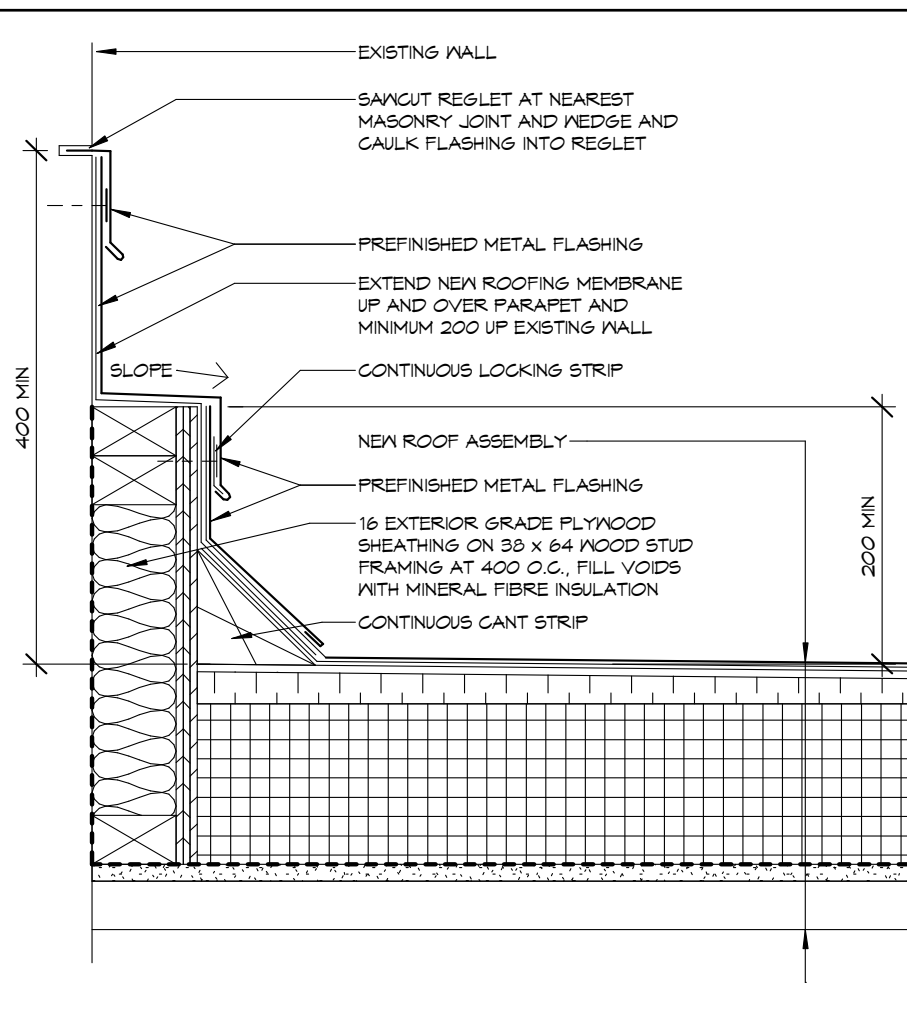 EXISTING WALL
SAWCUT REGLET AT NEAREST
MASONRY JOINT AND WEDGE AND
CAULK FLASHING INTO REGLET
PREFINISHED METAL FLASHING
EXTEND NEW ROOFING MEMBRANE
UP AND OVER PARAPET AND
MINIMUM 200 UP EXISTING WALL
SLOPE
CONTINUOUS LOCKING STRIP
400 MIN
NEW ROOF ASSEMBLY
PREFINISHED METAL FLASHING
200 MIN
16 EXTERIOR GRADE PLYWOOD
SHEATHING ON 38 x 64 WOOD STUD
FRAMING AT 400 O.C., FILL VOIDS
WITH MINERAL FIBRE INSULATION
CONTINUOUS CANT STRIP